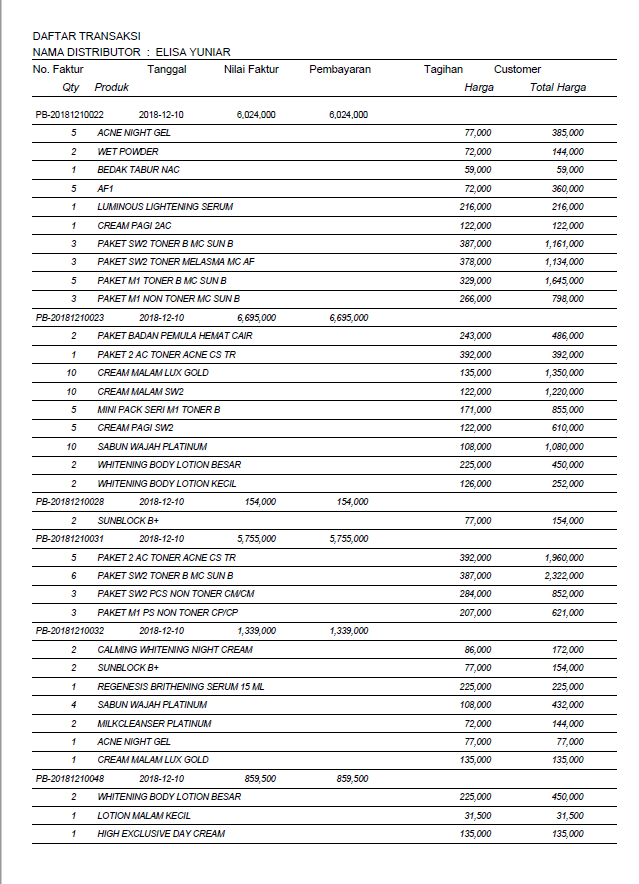 DAFTAR TRANSAKSI
NAMA DISTRIBUTOR : ELISA YUNIAR
No. Faktur Tanggal Nilai Faktur Pembayaran Tagihan Customer
Qty Produk Harga Total Harga
PB-20181210022 2018-12-10 6,024,000 6,024,000
5 ACNE NIGHT GEL 77,000 385,000
2 WET POWDER 72,000 144,000
1 BEDAK TABUR NAC 59,000 59,000
5 AF1 72,000 360,000
1 LUMINOUS LIGHTENING SERUM 216,000 216,000
1 CREAM PAGI 2AC 122,000 122,000
3 PAKET SW2 TONER B MC SUN B 387,000 1,161,000
3 PAKET SW2 TONER MELASMA MC AF 378,000 1,134,000
5 PAKET M1 TONER B MC SUN B 329,000 1,645,000
3 PAKET M1 NON TONER MC SUN B 266,000 798,000
PB-20181210023 2018-12-10 6,695,000 6,695,000
2 PAKET BADAN PEMULA HEMAT CAIR 243,000 486,000
1 PAKET 2 AC TONER ACNE CS TR 392,000 392,000
10 CREAM MALAM LUX GOLD 135,000 1,350,000
10 CREAM MALAM SW2 122,000 1,220,000
5 MINI PACK SERI M1 TONER B 171,000 855,000
5 CREAM PAGI SW2 122,000 610,000
10 SABUN WAJAH PLATINUM 108,000 1,080,000
2 WHITENING BODY LOTION BESAR 225,000 450,000
2 WHITENING BODY LOTION KECIL 126,000 252,000
PB-20181210028 2018-12-10 154,000 154,000
2 SUNBLOCK B+ 77,000 154,000
PB-20181210031 2018-12-10 5,755,000 5,755,000
5 PAKET 2 AC TONER ACNE CS TR 392,000 1,960,000
6 PAKET SW2 TONER B MC SUN B 387,000 2,322,000
3 PAKET SW2 PCS NON TONER CM/CM 284,000 852,000
3 PAKET M1 PS NON TONER CP/CP 207,000 621,000
PB-20181210032 2018-12-10 1,339,000 1,339,000
2 CALMING WHITENING NIGHT CREAM 86,000 172,000
2 SUNBLOCK B+ 77,000 154,000
1 REGENESIS BRITHENING SERUM 15 ML 225,000 225,000
4 SABUN WAJAH PLATINUM 108,000 432,000
2 MILKCLEANSER PLATINUM 72,000 144,000
1 ACNE NIGHT GEL 77,000 77,000
1 CREAM MALAM LUX GOLD 135,000 135,000
PB-20181210048 2018-12-10 859,500 859,500
2 WHITENING BODY LOTION BESAR 225,000 450,000
1 LOTION MALAM KECIL 31,500 31,500
1 HIGH EXCLUSIVE DAY CREAM 135,000 135,000